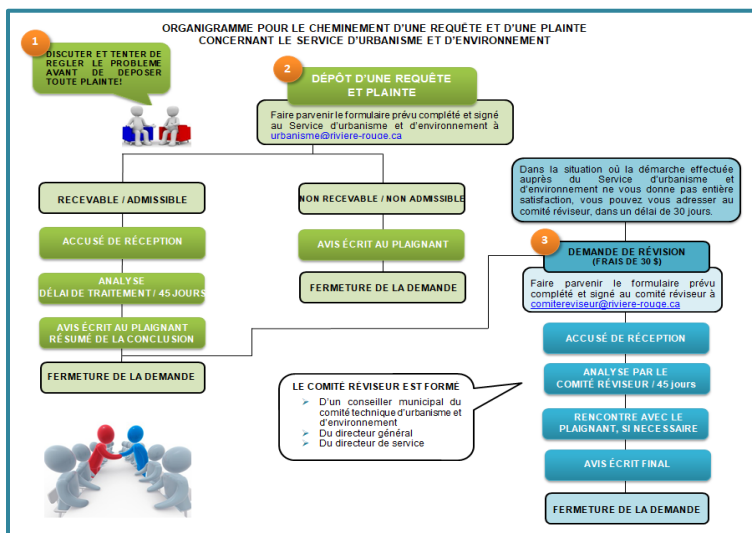 ORGANIGRAMME POUR LE CHEMINEMENT D'UNE REQUÊTE ET D'UNE PLAINTE
CONCERNANT LE SERVICE D'URBANISME ET D'ENVIRONNEMENT
1
DISCUTER ET TENTER DE
REGLER LE PROBLEME
AVANT DE DEPOSER
TOUTE PLAINTE!
2
DÉPÔT D'UNE REQUÊTE
ET PLAINTE
Faire parvenir le formulaire prévu complété et signé
au Service d'urbanisme et d'environnement à
urbanisme@riviere-rouge.ca
RECEVABLE / ADMISSIBLE
ACCUSÉ DE RÉCEPTION
ANALYSE
DÉLAI DE TRAITEMENT / 45 JOURS
AVIS ÉCRIT AU PLAIGNANT
RÉSUMÉ DE LA CONCLUSION
FERMETURE DE LA DEMANDE
NON RECEVABLE / NON ADMISSIBLE
AVIS ÉCRIT AU PLAIGNANT
FERMETURE DE LA DEMANDE
Dans la situation où la démarche effectuée
auprès du Service d'urbanisme et
d'environnement ne vous donne pas entière
satisfaction, vous pouvez vous adresser au
comité réviseur, dans un délai de 30 jours.
3
DEMANDE DE RÉVISION
(FRAIS DE 30 $)
Faire parvenir le formulaire prévu
complété et signé au comité réviseur à
comitereviseur@riviere-rouge.ca
ACCUSÉ DE RÉCEPTION
ANALYSE PAR LE
COMITÉ RÉVISEUR / 45 jours
RENCONTRE AVEC LE
PLAIGNANT, SI NECESSAIRE
AVIS ÉCRIT FINAL
FERMETURE DE LA DEMANDE
LE COMITÉ RÉVISEUR EST FORMÉ
➢ D'un conseiller municipal du
comité technique d'urbanisme et
d'environnement
➢ Du directeur général
➢ Du directeur de service